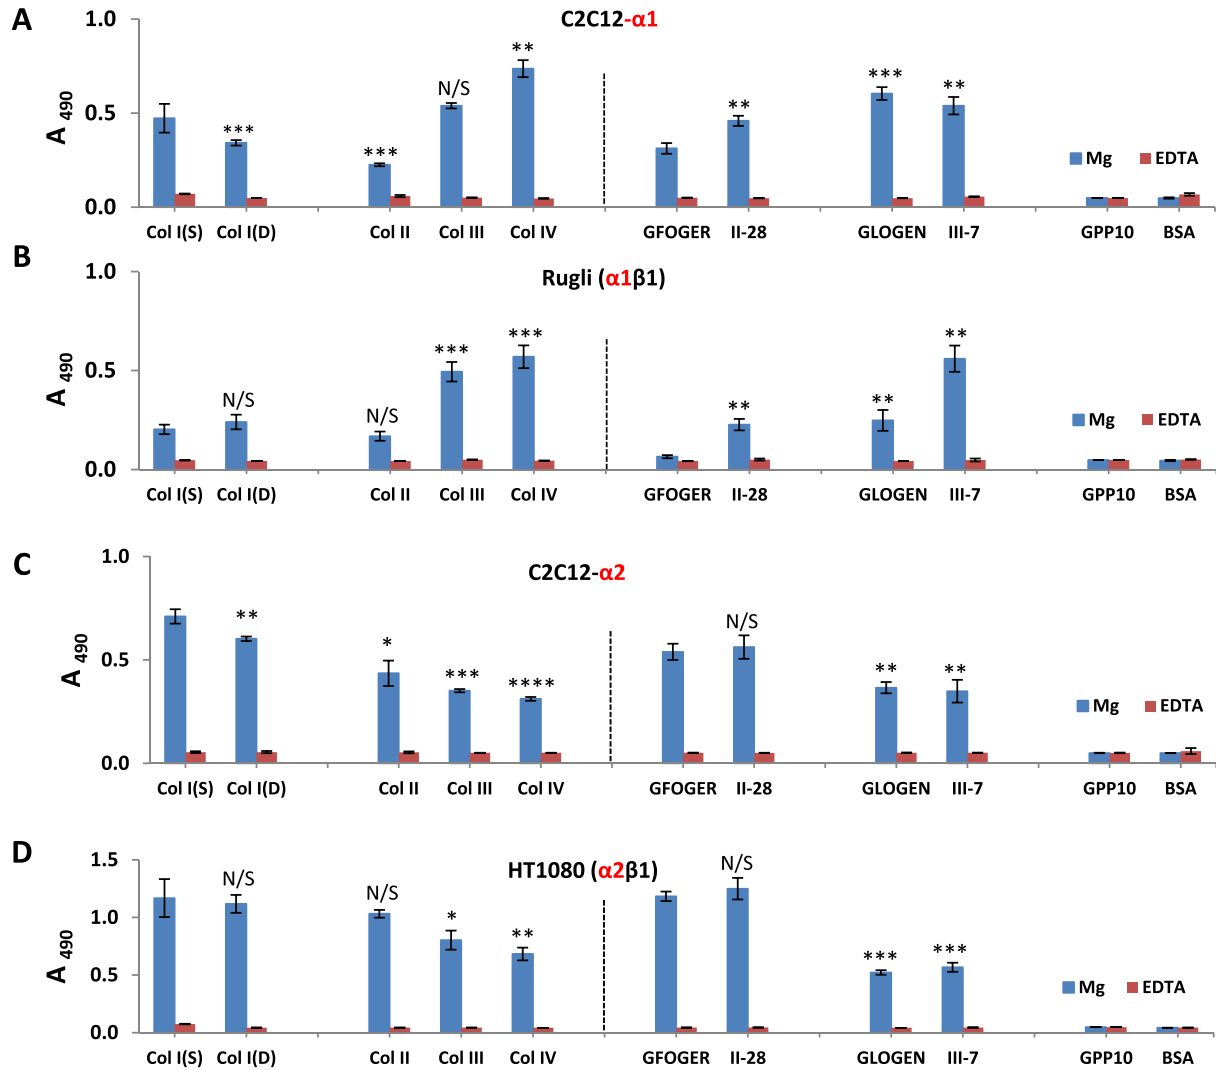 A
C2C12-α1
1.0
0.5
0.0
A 490
***
***
N/S
**
**
***
**
Mg EDTA
Col I(S) Col I(D) Col II Col III Col IV GFOGER II-28 GLOGEN III-7 GPP10 BSA
B
Rugli (α1β1)
1.0
0.5
0.0
A 490
N/S
N/S
***
***
**
**
**
Mg EDTA
Col I(S) Col I(D) Col II Col III Col IV GFOGER II-28 GLOGEN III-7 GPP10 BSA
C
C2C12-α2
1.0
0.5
0.0
A 490
**
*
***
****
N/S
**
**
Mg EDTA
Col I(S) Col I(D) Col II Col III Col IV GFOGER II-28 GLOGEN III-7 GPP10 BSA
D
HT1080 (α2β1)
1.5
1.0
0.5
0.0
A 490
N/S
N/S
*
**
N/S
***
***
Mg EDTA
Col I(S) Col I(D) Col II Col III Col IV GFOGER II-28 GLOGEN III-7 GPP10 BSA